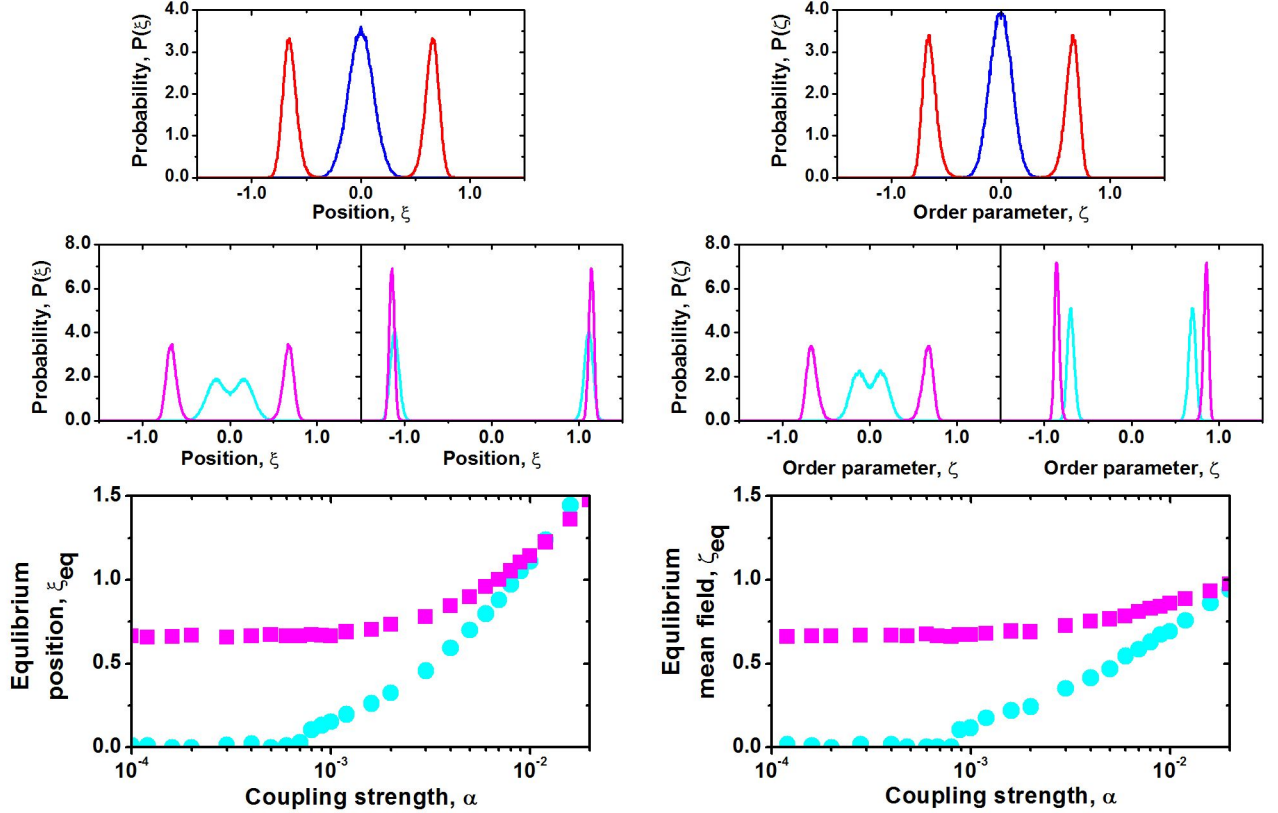 4.0
3.0
2.0
1.0
0.0
Probability, P(ξ)
-1.0 0.0 1.0
Position, ξ
4.0
3.0
2.0
1.0
0.0
Probability, P(ζ)
-1.0 0.0 1.0
Order parameter, ζ
8.0
6.0
4.0
2.0
0.0
Probability, P(ξ)
-1.0 0.0 1.0 -1.0 0.0 1.0
Position, ξ Position, ξ
8.0
6.0
4.0
2.0
0.0
Probability, P(ζ)
-1.0 0.0 1.0 -1.0 0.0 1.0
Order parameter, ζ Order parameter, ζ
1.5
1.0
0.5
0.0
Equlibrium
position, ξeq
10-4 10-3 10-2
Coupling strength, α
1.5
1.0
0.5
0.0
Equlibrium
mean field, ζeq
10-4 10-3 10-2
Coupling strength, α